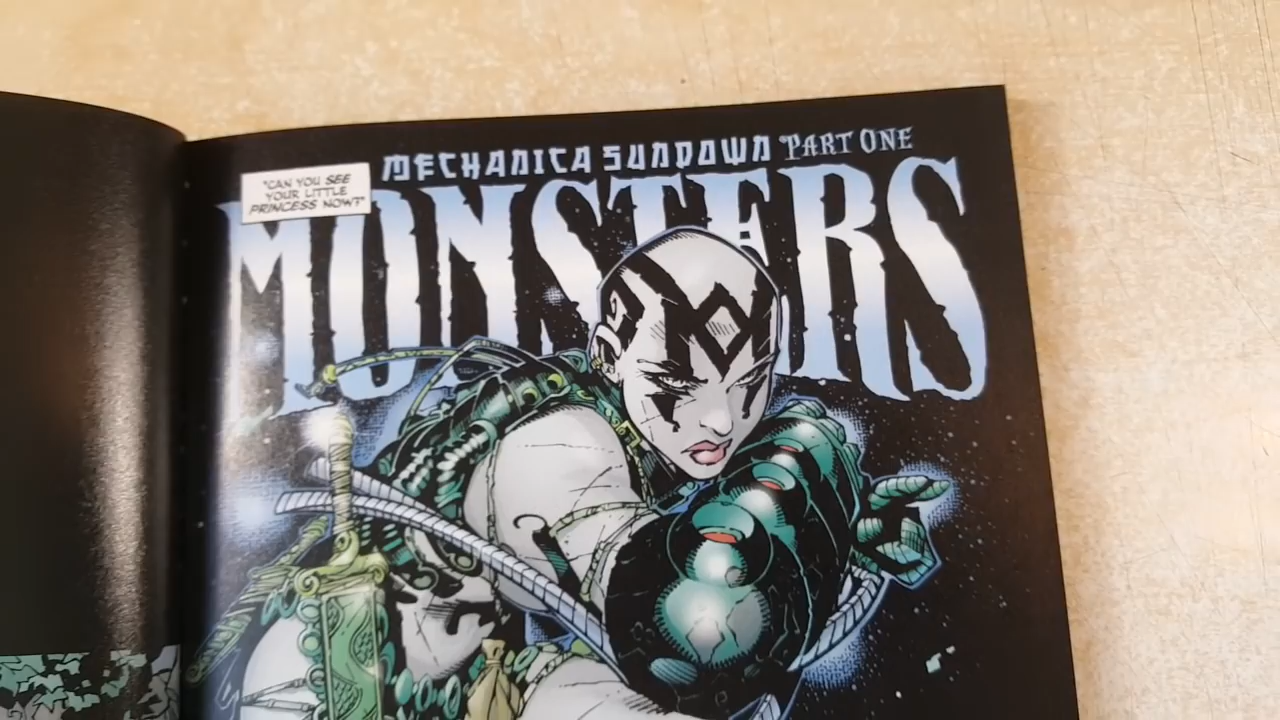 MECHANICA SUNDOWN PART ONE
MONSTERS
"CAN YOU SEE
YOUR LITTLE
PRINCESS NOW?"